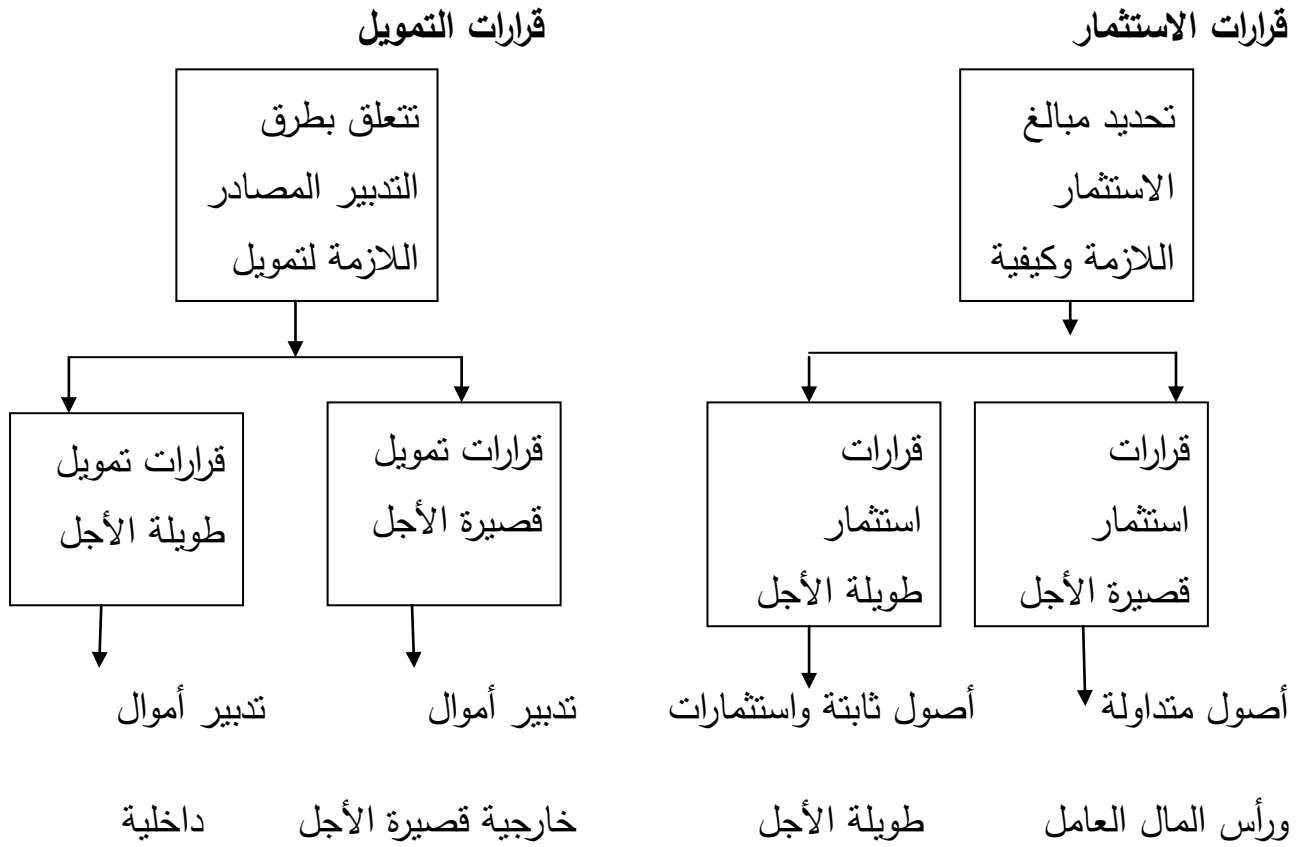 قرارات الاستثمار
قرارات التمويل
تحديد مبالغ
الاستثمار
اللازمة وكيفية
تتعلق بطرق
التدبير المصادر
اللازمة لتمويل
قرارات
استثمار
قصيرة الأجل
قرارات
استثمار
طويلة الأجل
قرارات تمويل
قصيرة الأجل
قرارات تمويل
طويلة الأجل
أصول متداولة
ورأس المال العامل
أصول ثابتة واستثمارات
طويلة الأجل
تدبير أموال
خارجية قصيرة الأجل
تدبير أموال
داخلية